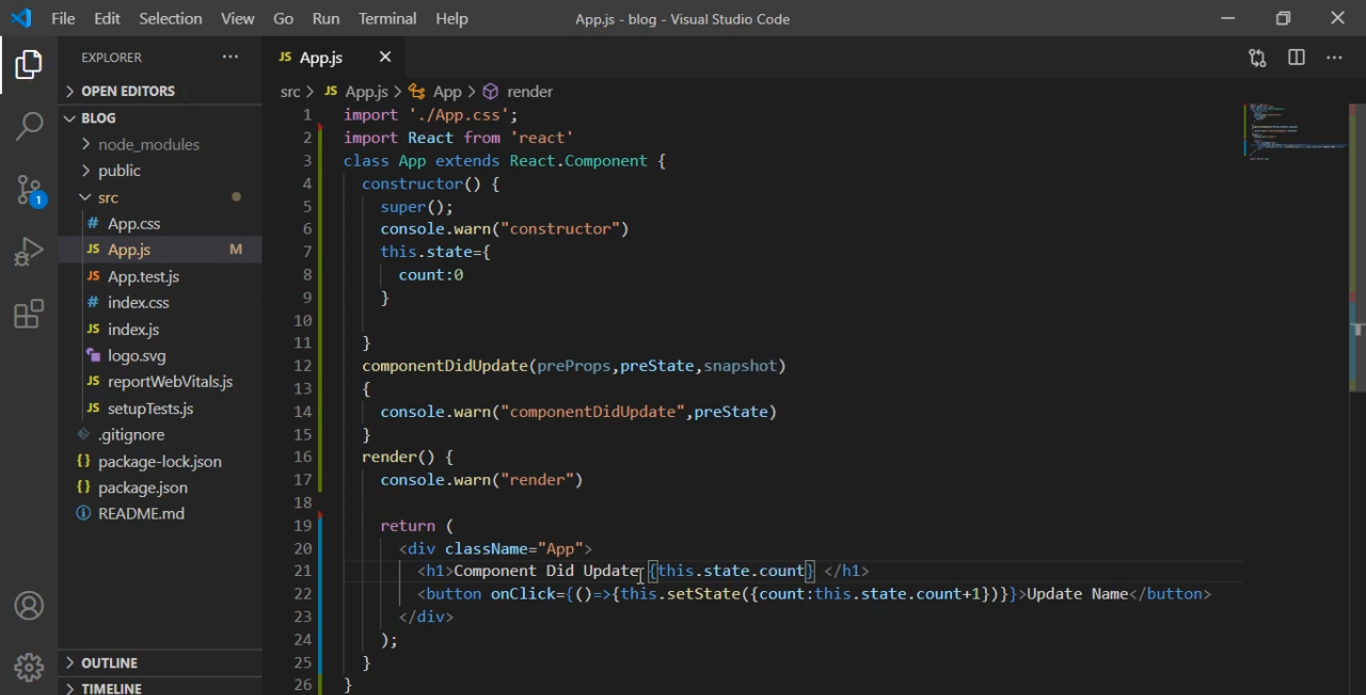 File Edit Selection View Go Run Terminal Help App.js - blog - Visual Studio Code
EXPLORER
OPEN EDITORS
BLOG
node_modules
public
src
# App.css
JS App.js M
JS App.test.js
# index.css
JS index.js
logo.svg
JS reportWebVitals.js
JS setupTests.js
.gitignore
{} package-lock.json
{} package.json
README.md
OUTLINE
TIMELINE
1
JS App.js
src > JS App.js > App > render
1 import './App.css';
2 import React from 'react'
3 class App extends React.Component {
4 constructor() {
5 super();
6 console.warn("constructor")
7 this.state={
8 count:0
9 }
10
11 }
12 componentDidUpdate(preProps,preState,snapshot)
13 {
14 console.warn("componentDidUpdate",preState)
15 }
16 render() {
17 console.warn("render")
18
19 return (
20 <div className="App">
21 <h1>Component Did Update {this.state.count} </h1>
22 <button onClick={()=>{this.setState({count:this.state.count+1})}}>Update Name</button>
23 </div>
24 );
25 }
26 }